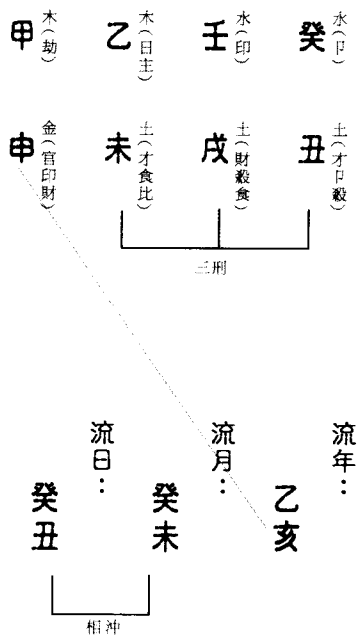 水(卩)
癸
土(才卩殺)
丑
水(印)
壬
土(財殺食)
戌
木(日主)
乙
土(才食比)
未
木(劫)
甲
金(官印財)
申
三刑
流年：
乙亥
流月：
癸未
流日：
癸丑
相沖